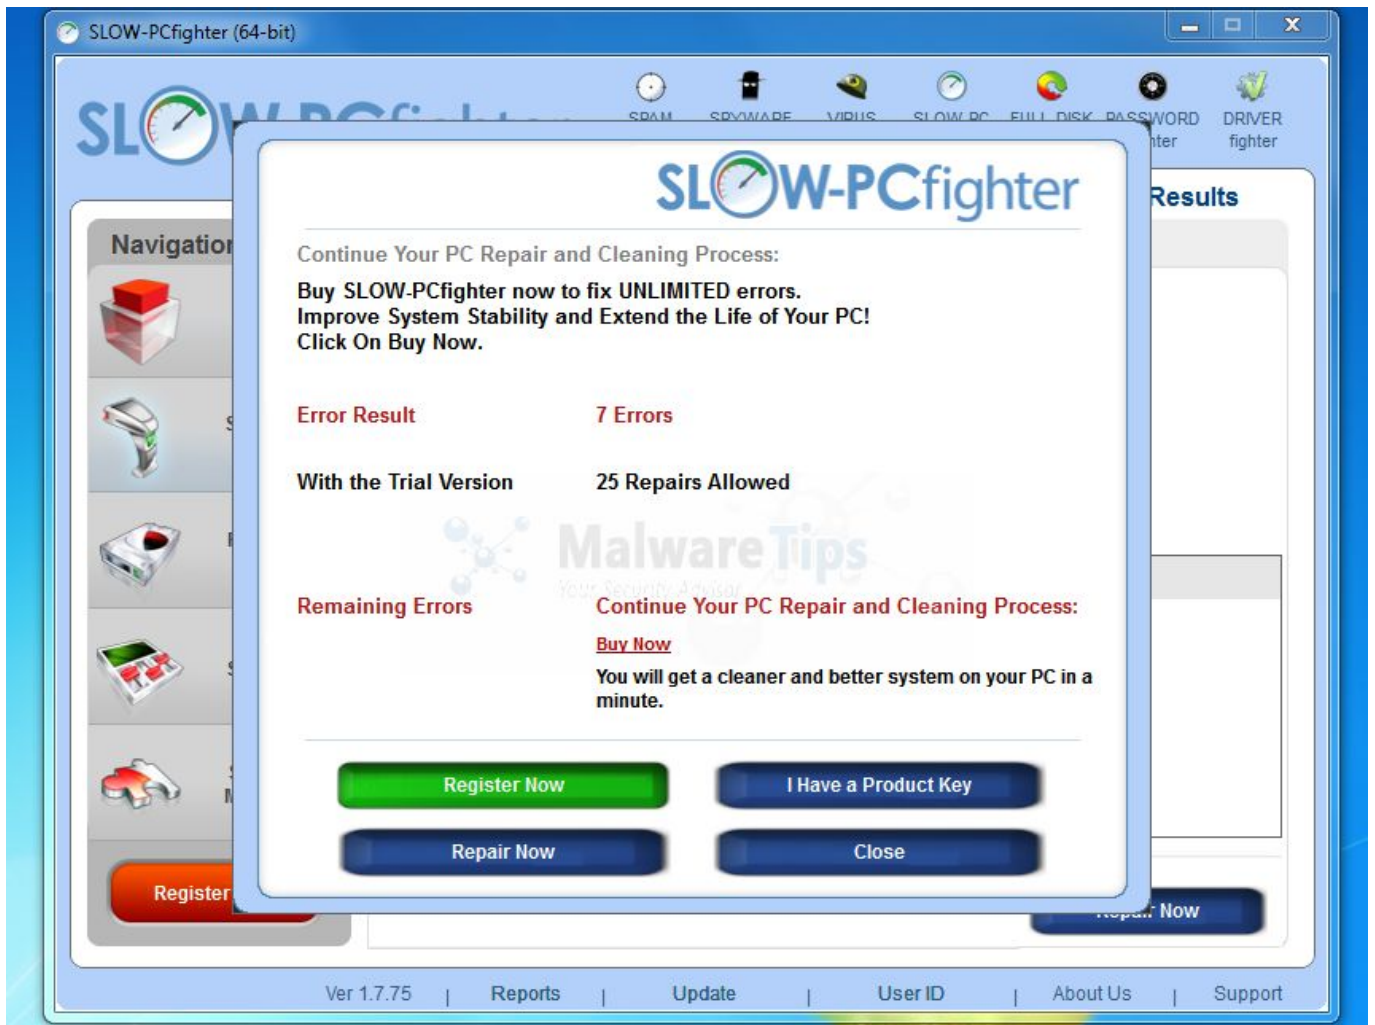 SLOW-PCfighter (64-bit)
SLOW-PCfighter
SPAM SPYWARE VIRUS SLOW PC FULL DISK PASSWORD DRIVER
fighter
SLOW-PCfighter
Results
Navigation
Continue Your PC Repair and Cleaning Process:
Buy SLOW-PCfighter now to fix UNLIMITED errors.
Improve System Stability and Extend the Life of Your PC!
Click On Buy Now.
Error Result 7 Errors
With the Trial Version 25 Repairs Allowed
MalwareTips
Your Security Advisor
Remaining Errors Continue Your PC Repair and Cleaning Process:
Buy Now
You will get a cleaner and better system on your PC in a
minute.
Register Now I Have a Product Key
Repair Now Close
Register
Repair Now
Ver 1.7.75 | Reports | Update | User ID | About Us | Support